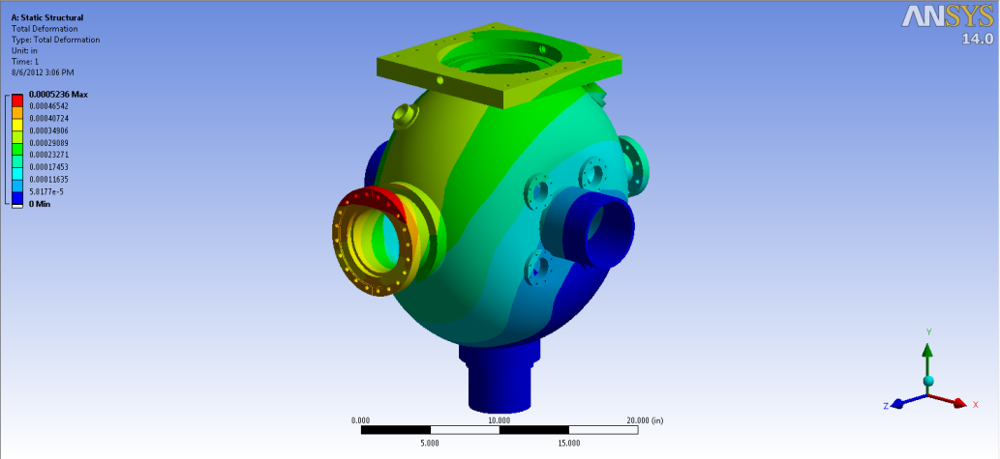 A: Static Structural
Total Deformation
Type: Total Deformation
Unit: in
Time: 1
8/6/2012 3:06 PM
0.0005236 Max
0.00046542
0.00040724
0.00034906
0.00029089
0.00023271
0.00017453
0.00011635
5.8177e-5
0 Min
ANSYS
14.0
Y
Z X
0.000 10.000 20.000 (in)
5.000 15.000